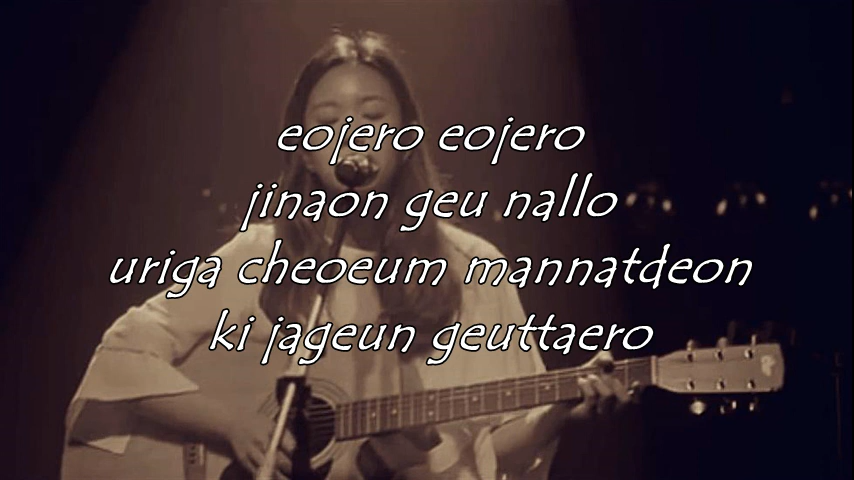 eojero eojero
jinaon geu nallo
uriga cheoeum mannatdeon
ki jageun geuttaero